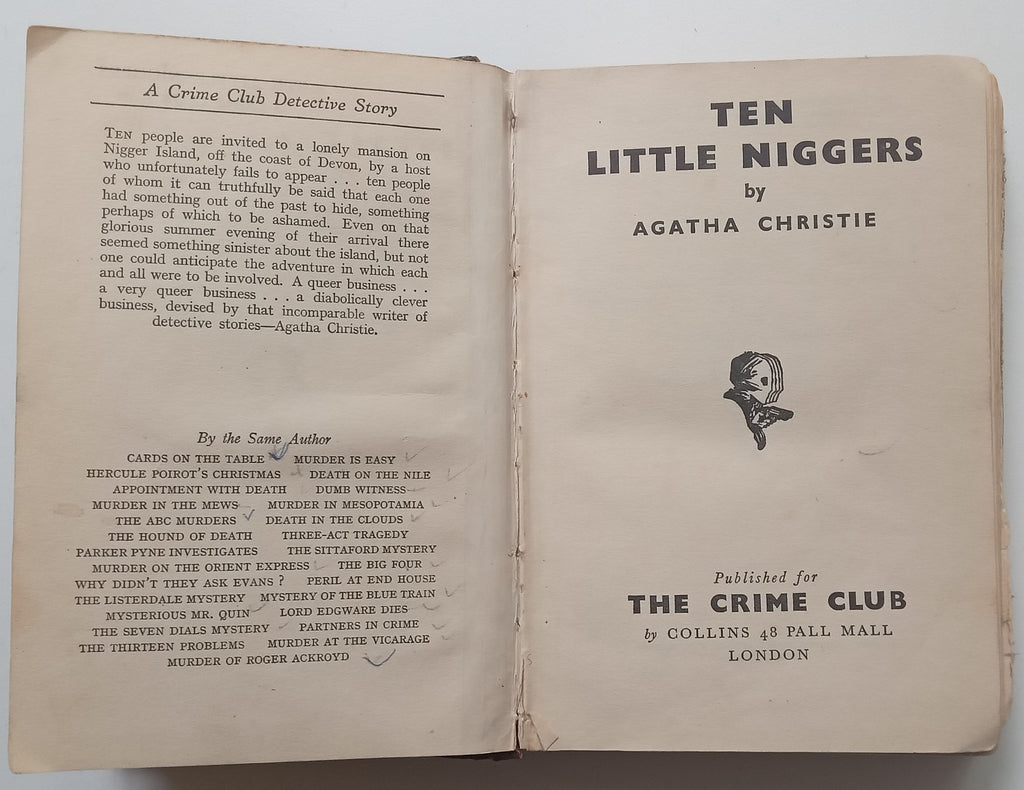 A Crime Club Detective Story
TEN people are invited to a lonely mansion on
Nigger Island, off the coast of Devon, by a host
who unfortunately fails to appear . . . ten people
of whom it can truthfully be said that each one
had something out of the past to hide, something
perhaps of which to be ashamed. Even on that
glorious summer evening of their arrival there
seemed something sinister about the island, but not
one could anticipate the adventure in which each
and all were to be involved. A queer business . . .
a very queer business . . . a diabolically clever
business, devised by that incomparable writer of
detective stories—Agatha Christie.
By the Same Author
CARDS ON THE TABLE MURDER IS EASY
HERCULE POIROT'S CHRISTMAS DEATH ON THE NILE
APPOINTMENT WITH DEATH DUMB WITNESS
MURDER IN THE MEWS MURDER IN MESOPOTAMIA
THE ABC MURDERS DEATH IN THE CLOUDS
THE HOUND OF DEATH THREE-ACT TRAGEDY
PARKER PYNE INVESTIGATES THE SITTAFORD MYSTERY
MURDER ON THE ORIENT EXPRESS THE BIG FOUR
WHY DIDN'T THEY ASK EVANS ? PERIL AT END HOUSE
THE LISTERDALE MYSTERY MYSTERY OF THE BLUE TRAIN
MYSTERIOUS MR. QUIN LORD EDGWARE DIES
THE SEVEN DIALS MYSTERY PARTNERS IN CRIME
THE THIRTEEN PROBLEMS MURDER AT THE VICARAGE
MURDER OF ROGER ACKROYD
TEN
LITTLE NIGGERS
by
AGATHA CHRISTIE
Published for
THE CRIME CLUB
by COLLINS 48 PALL MALL
LONDON